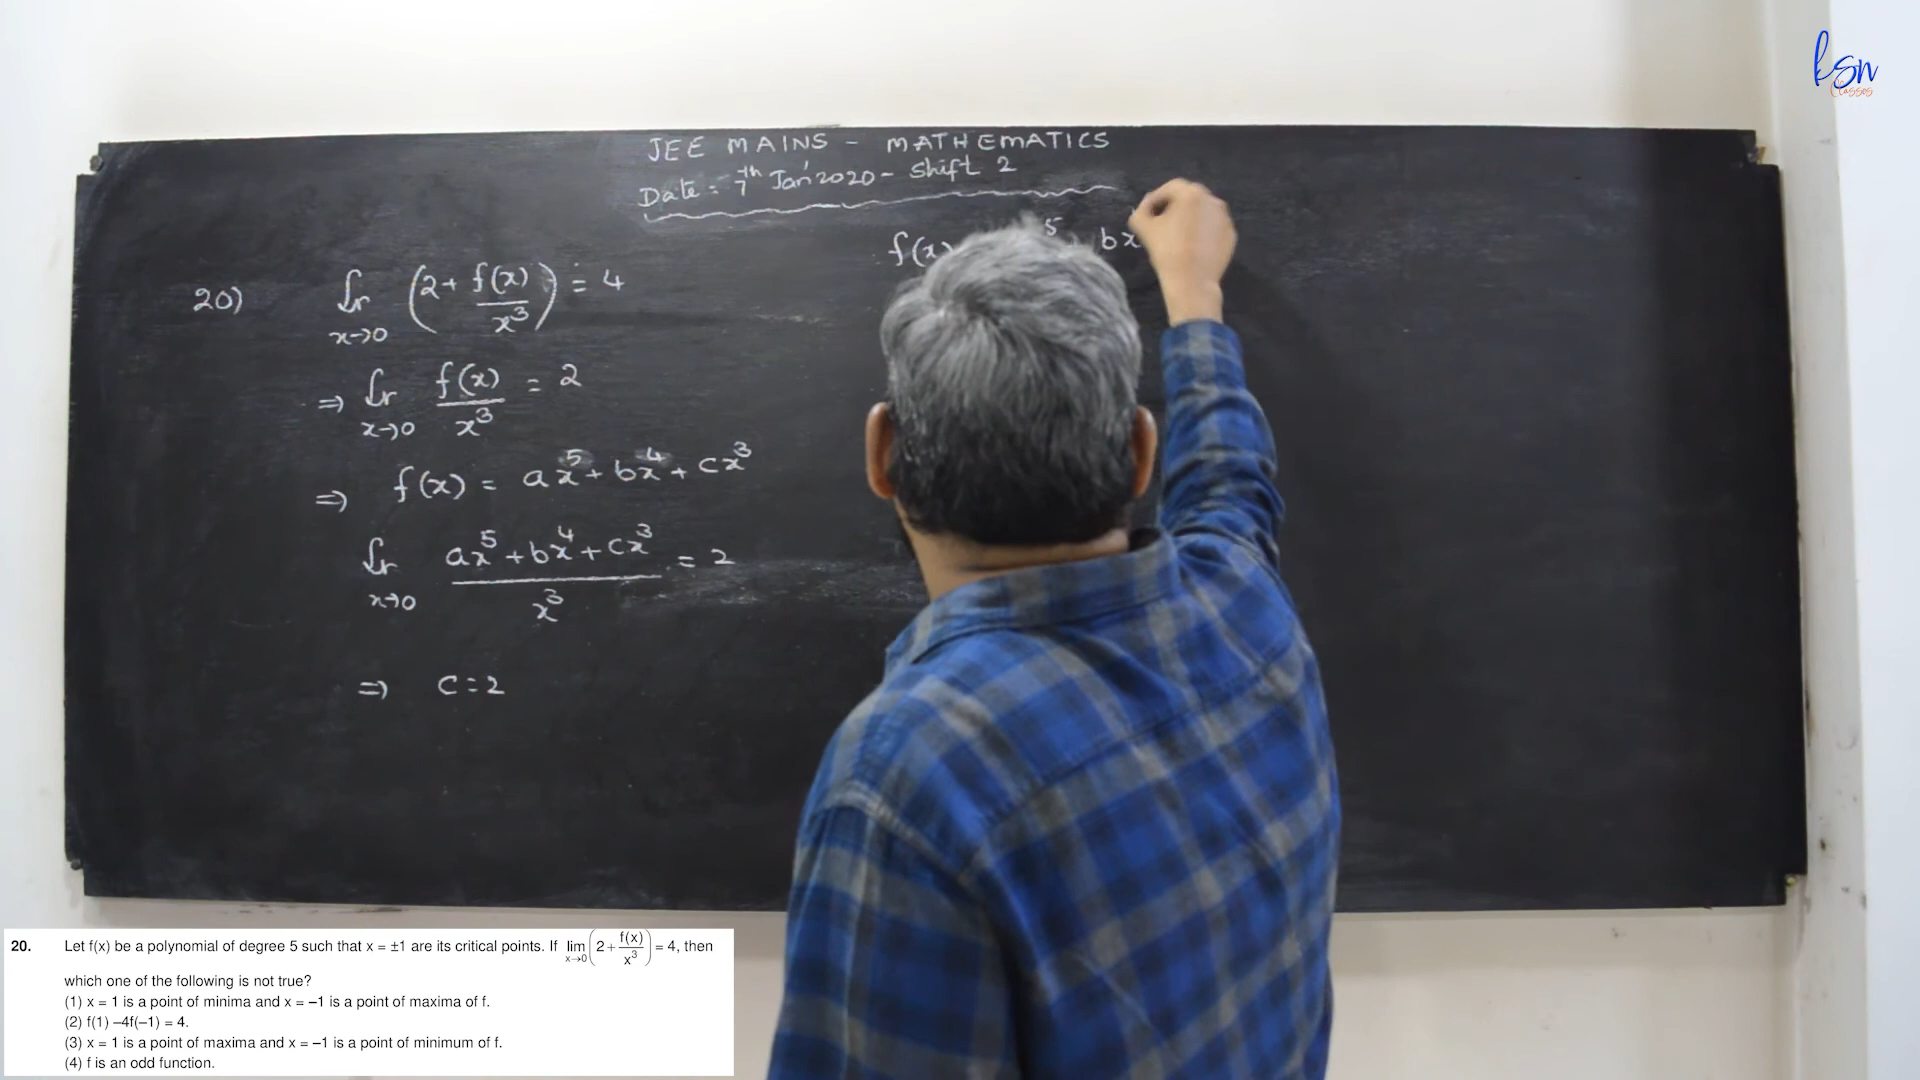 ksn
Classes
JEE MAINS - MATHEMATICS
Date : 7th Jan'2020 - Shift 2
20) lt x→0 (2 + f(x)/x³) = 4
⇒ lt x→0 f(x)/x³ = 2
⇒ f(x) = ax⁵ + bx⁴ + cx³
lt x→0 (ax⁵ + bx⁴ + cx³)/x³ = 2
⇒ c = 2
f(x) 5 bx
20. Let f(x) be a polynomial of degree 5 such that x = ±1 are its critical points. If lim x→0 (2 + f(x)/x³) = 4, then
which one of the following is not true?
(1) x = 1 is a point of minima and x = –1 is a point of maxima of f.
(2) f(1) –4f(–1) = 4.
(3) x = 1 is a point of maxima and x = –1 is a point of minimum of f.
(4) f is an odd function.